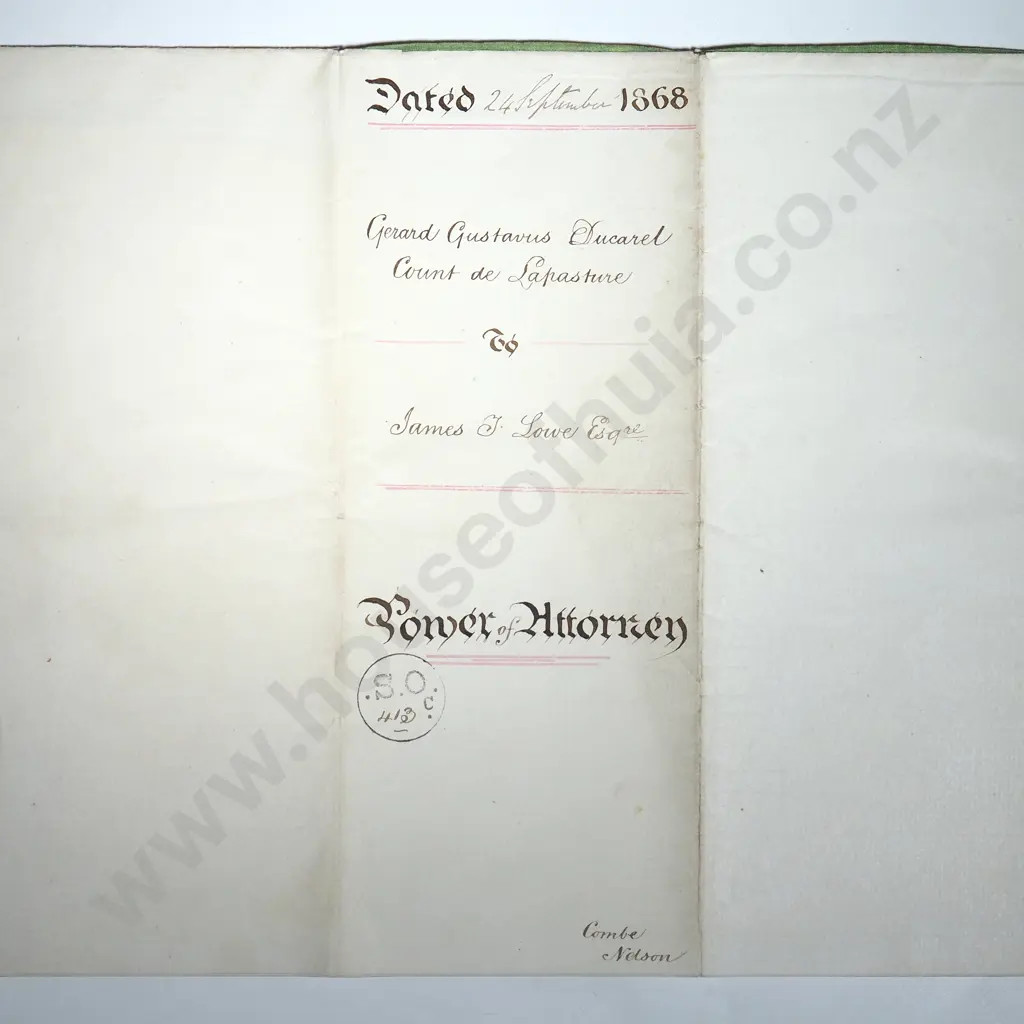 Dated 24 September 1868
Gerard Gustavus Ducarel
Count de Lapasture
To
James J. Lowe Esqre
Power of Attorney
.S.O.
413 C.
Combe
Nelson
www.houseofhuia.co.nz